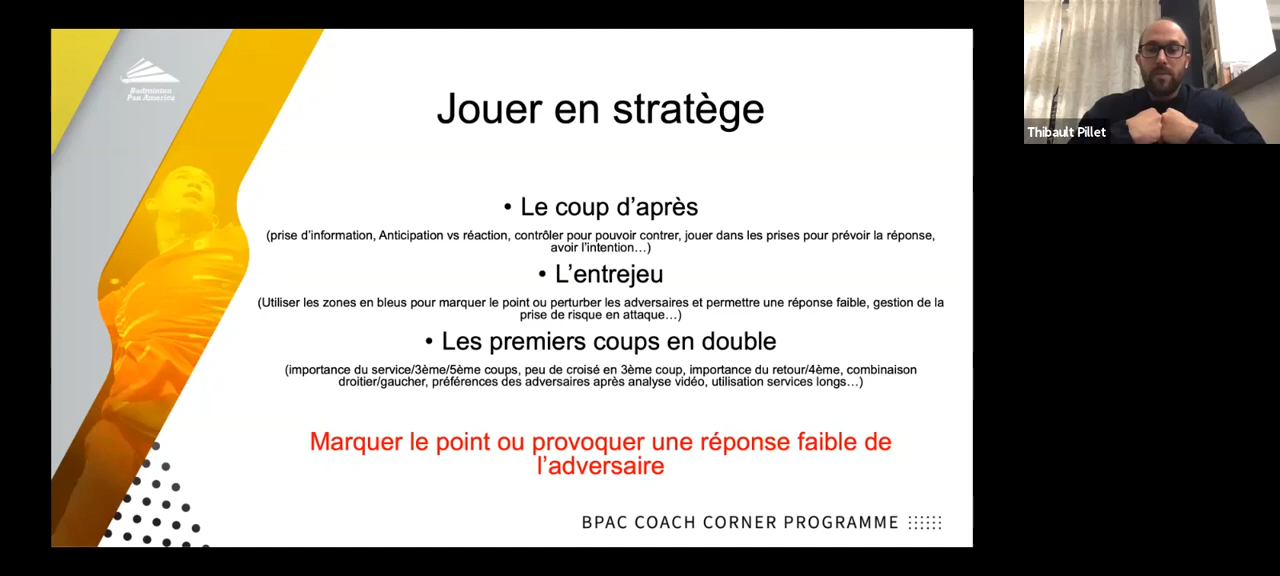 Badminton
Pan America
Jouer en stratège
• Le coup d'après
(prise d'information, Anticipation vs réaction, contrôler pour pouvoir contrer, jouer dans les prises pour prévoir la réponse,
avoir l'intention…)
• L'entrejeu
(Utiliser les zones en bleus pour marquer le point ou perturber les adversaires et permettre une réponse faible, gestion de la
prise de risque en attaque…)
• Les premiers coups en double
(importance du service/3ème/5ème coups, peu de croisé en 3ème coup, importance du retour/4ème, combinaison
droitier/gaucher, préférences des adversaires après analyse vidéo, utilisation services longs…)
Marquer le point ou provoquer une réponse faible de
l'adversaire
BPAC COACH CORNER PROGRAMME
Thibault Pillet